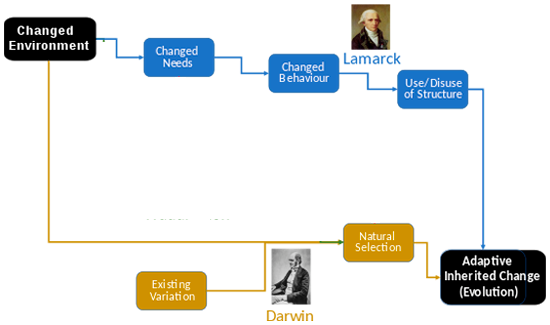 Changed
Environment
Changed
Needs
Changed
Behaviour
Lamarck
Use/Disuse
of Structure
Natural
Selection
Adaptive
Inherited Change
(Evolution)
Existing
Variation
Darwin